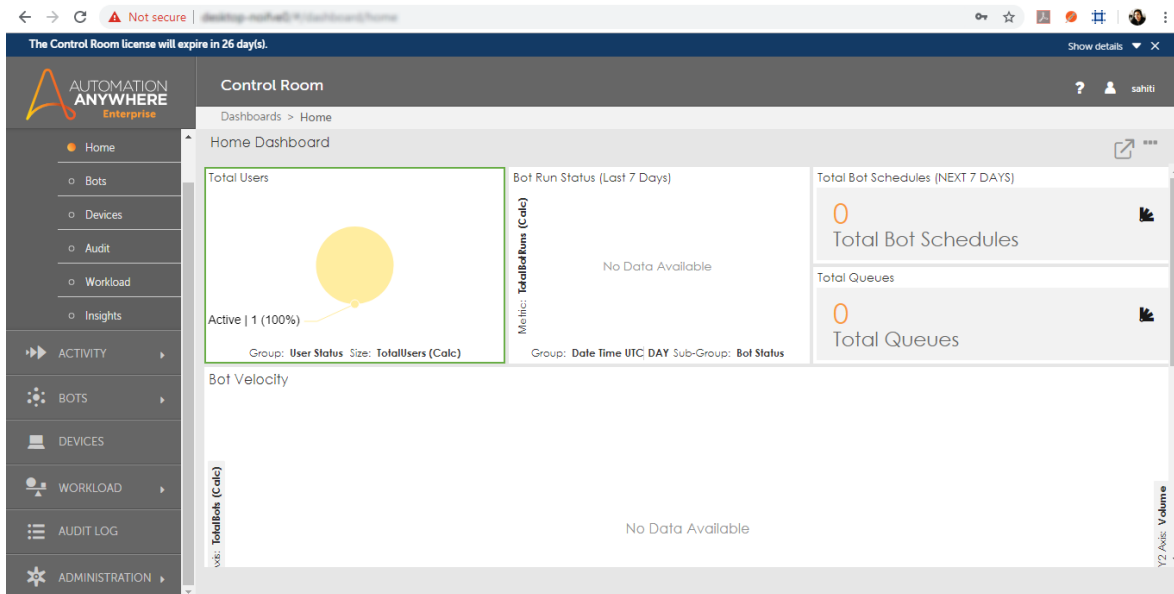 Not secure
The Control Room license will expire in 26 day(s).
Show details
AUTOMATION
ANYWHERE
Enterprise
Control Room
sahiti
Dashboards > Home
Home
Bots
Devices
Audit
Workload
Insights
ACTIVITY
BOTS
DEVICES
WORKLOAD
AUDIT LOG
ADMINISTRATION
Home Dashboard
Total Users
Active | 1 (100%)
Group: User Status Size: TotalUsers (Calc)
Bot Run Status (Last 7 Days)
Metric: TotalBotRuns (Calc)
No Data Available
Group: Date Time UTC DAY Sub-Group: Bot Status
Total Bot Schedules (NEXT 7 DAYS)
0
Total Bot Schedules
Total Queues
0
Total Queues
Bot Velocity
TotalBots (Calc)
No Data Available
Y2 Axis: Volume